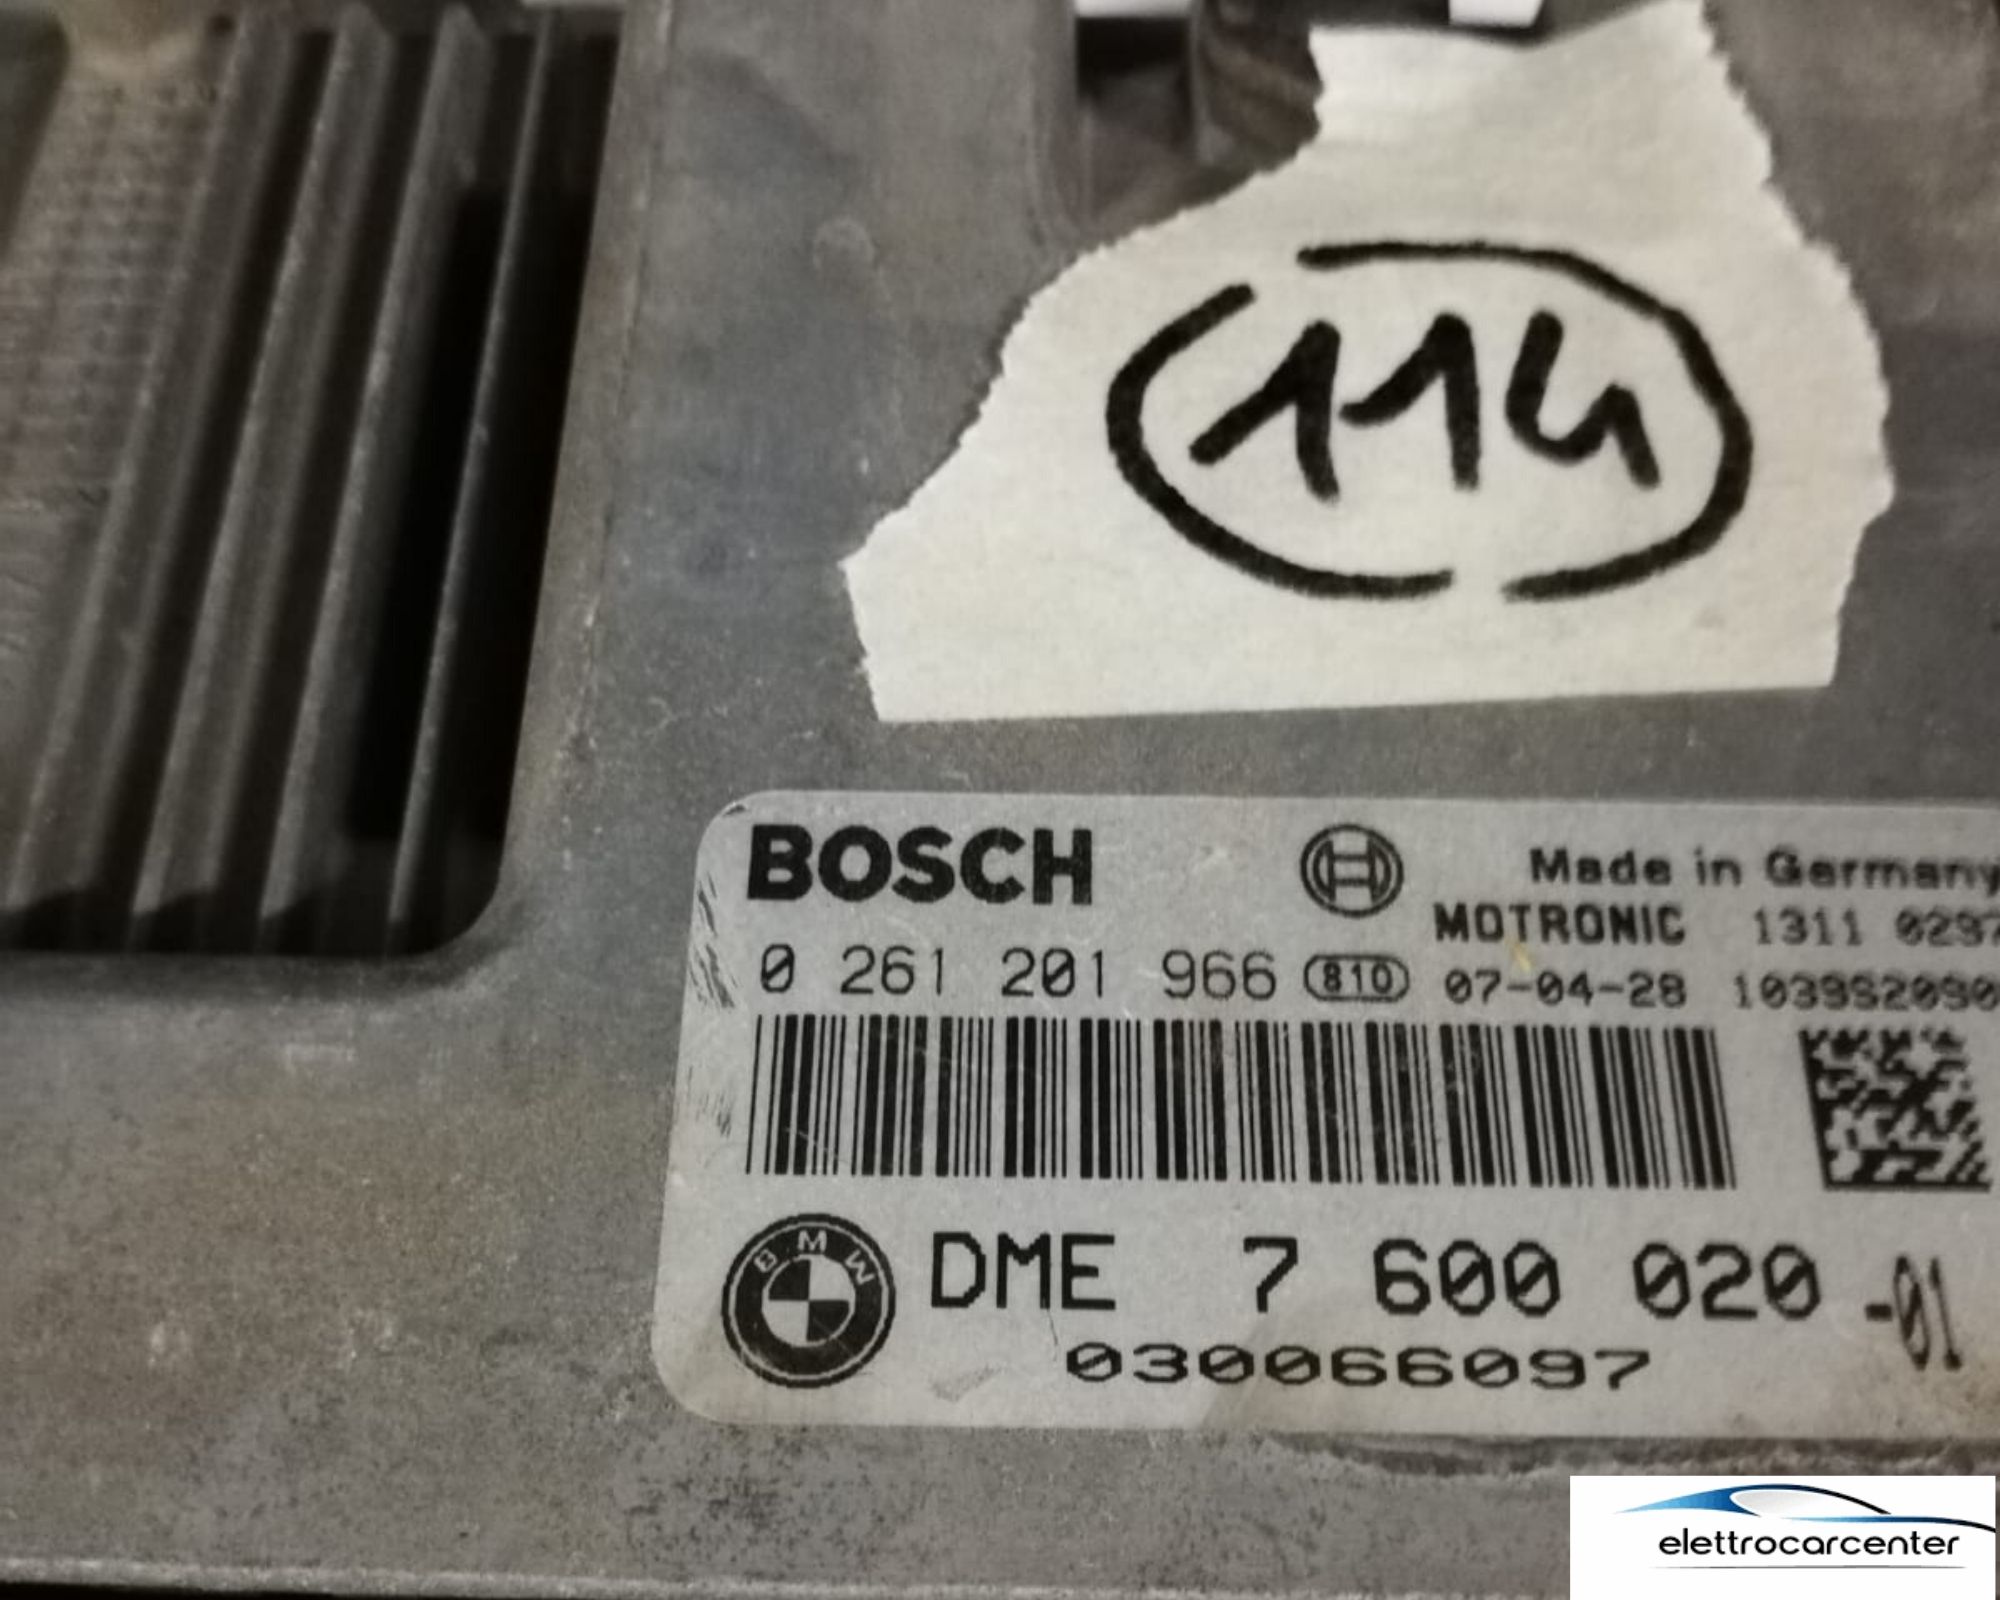 114
BOSCH
Made in Germany
MOTRONIC 1311
0 261 201 966 810 07-04-28
BMW
DME 7 600 020 -01
030066097
elettrocarcenter